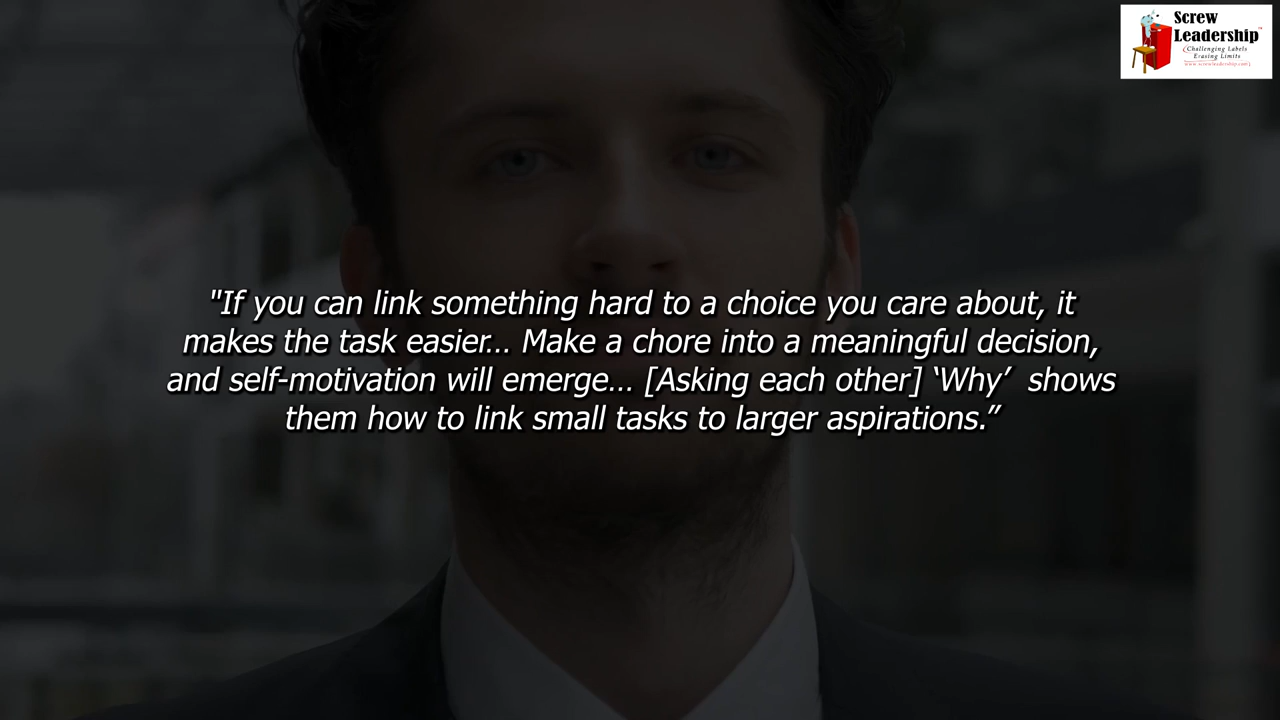 Screw
Leadership™
(Challenging Labels
Erasing Limits
"If you can link something hard to a choice you care about, it
makes the task easier… Make a chore into a meaningful decision,
and self-motivation will emerge… [Asking each other] ‘Why’  shows
them how to link small tasks to larger aspirations.”